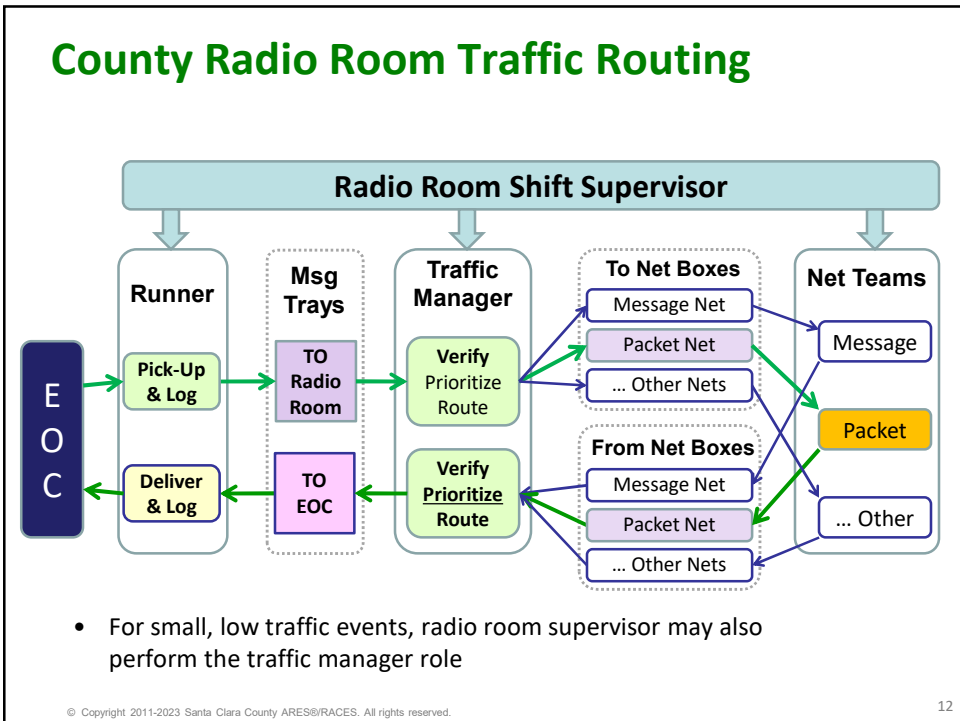 County Radio Room Traffic Routing
Radio Room Shift Supervisor
Runner
Msg
Trays
Traffic
Manager
To Net Boxes
Net Teams
E
O
C
Pick-Up
& Log
TO
Radio
Room
Verify
Prioritize
Route
Message Net
Packet Net
... Other Nets
Message
Packet
... Other
From Net Boxes
Message Net
Packet Net
... Other Nets
Verify
Prioritize
Route
TO
EOC
Deliver
& Log
• For small, low traffic events, radio room supervisor may also
perform the traffic manager role
© Copyright 2011-2023 Santa Clara County ARES®/RACES. All rights reserved.
12